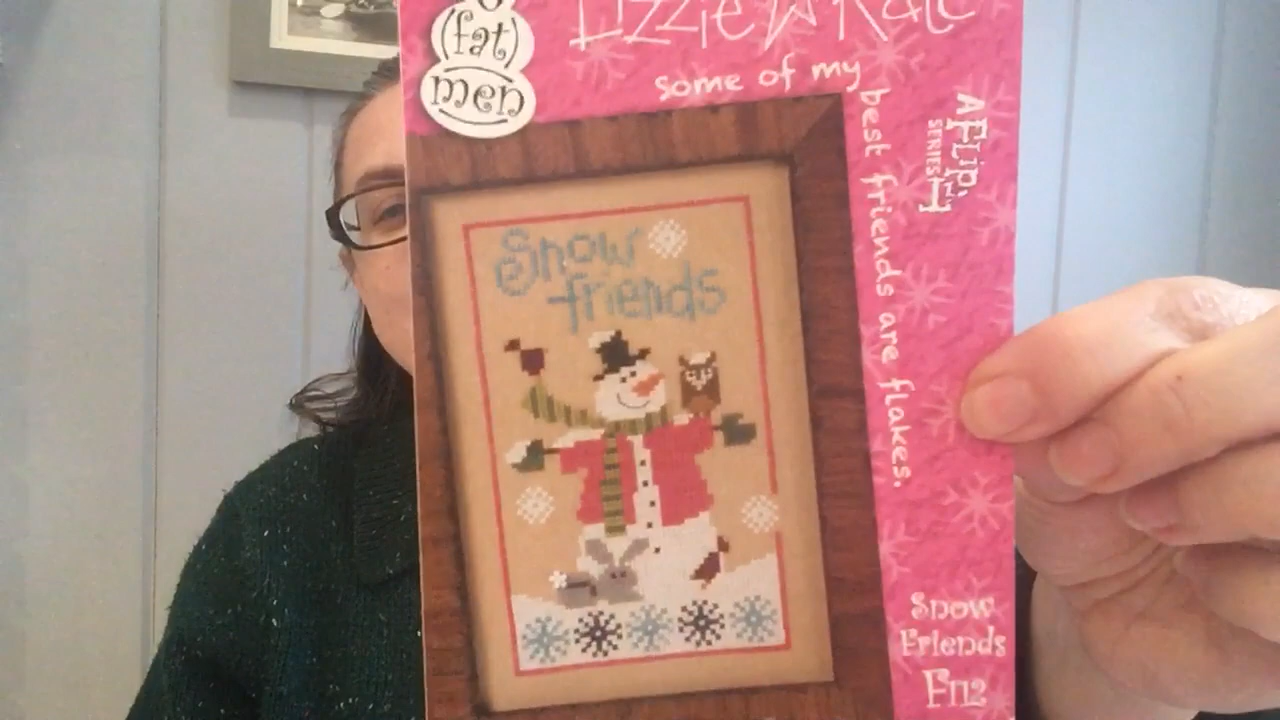 (fat)
men
Lizzie Kate
some of my best friends are flakes.
A
Flip-it
SERIES
Snow
friends
Snow
Friends
F112